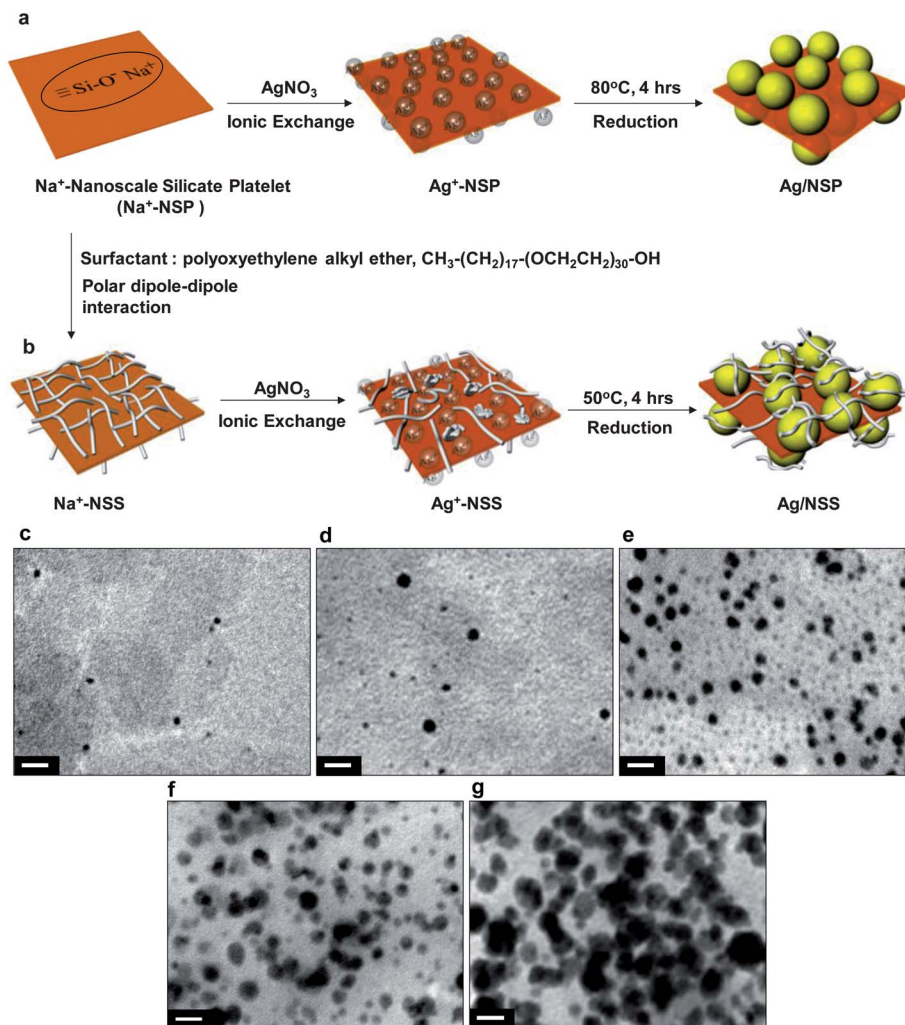 a
≡Si-O⁻ Na⁺
AgNO₃
Ionic Exchange
80°C, 4 hrs
Reduction
Na⁺-Nanoscale Silicate Platelet
(Na⁺-NSP )
Ag⁺-NSP
Ag/NSP
Surfactant : polyoxyethylene alkyl ether, CH₃-(CH₂)₁₇-(OCH₂CH₂)₃₀-OH
Polar dipole-dipole
interaction
b
AgNO₃
Ionic Exchange
50°C, 4 hrs
Reduction
Na⁺-NSS
Ag⁺-NSS
Ag/NSS
c
d
e
f
g